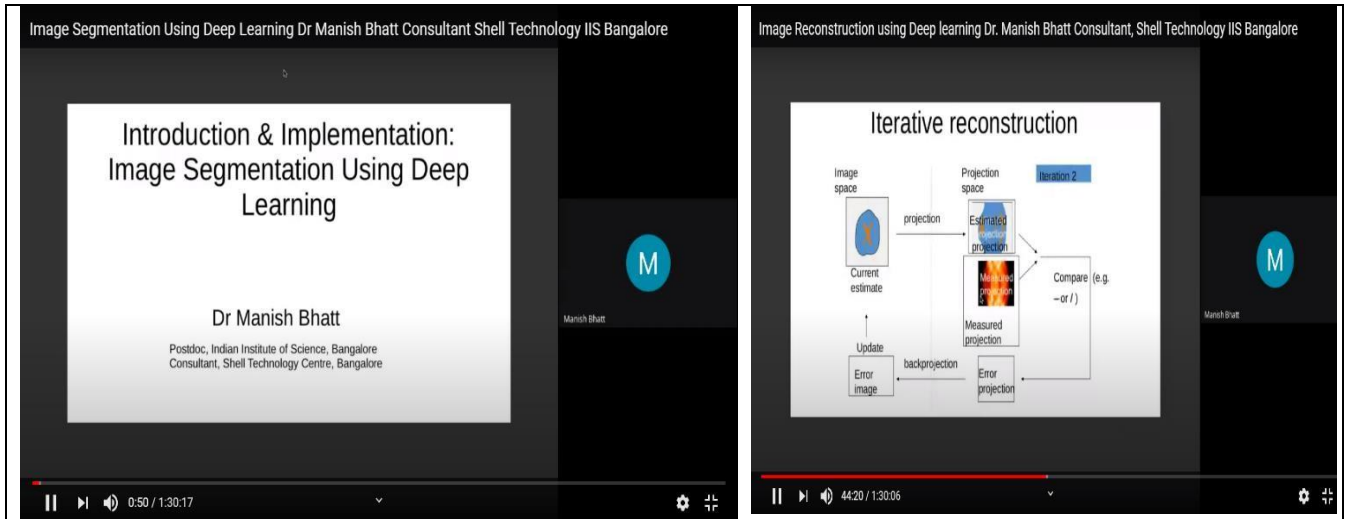 Image Segmentation Using Deep Learning Dr Manish Bhatt Consultant Shell Technology IIS Bangalore
Introduction & Implementation:
Image Segmentation Using Deep
Learning
Dr Manish Bhatt
Postdoc, Indian Institute of Science, Bangalore
Consultant, Shell Technology Centre, Bangalore
M
Manish Bhatt
0:50 / 1:30:17
Image Reconstruction using Deep learning Dr. Manish Bhatt Consultant, Shell Technology IIS Bangalore
Iterative reconstruction
Image
space
Projection
space
Iteration 2
projection
Estimated
projection
projection
Current
estimate
Measured
projection
Measured
projection
Compare (e.g.
– or / )
Update
backprojection
Error
image
Error
projection
M
Manish Bhatt
44:20 / 1:30:06